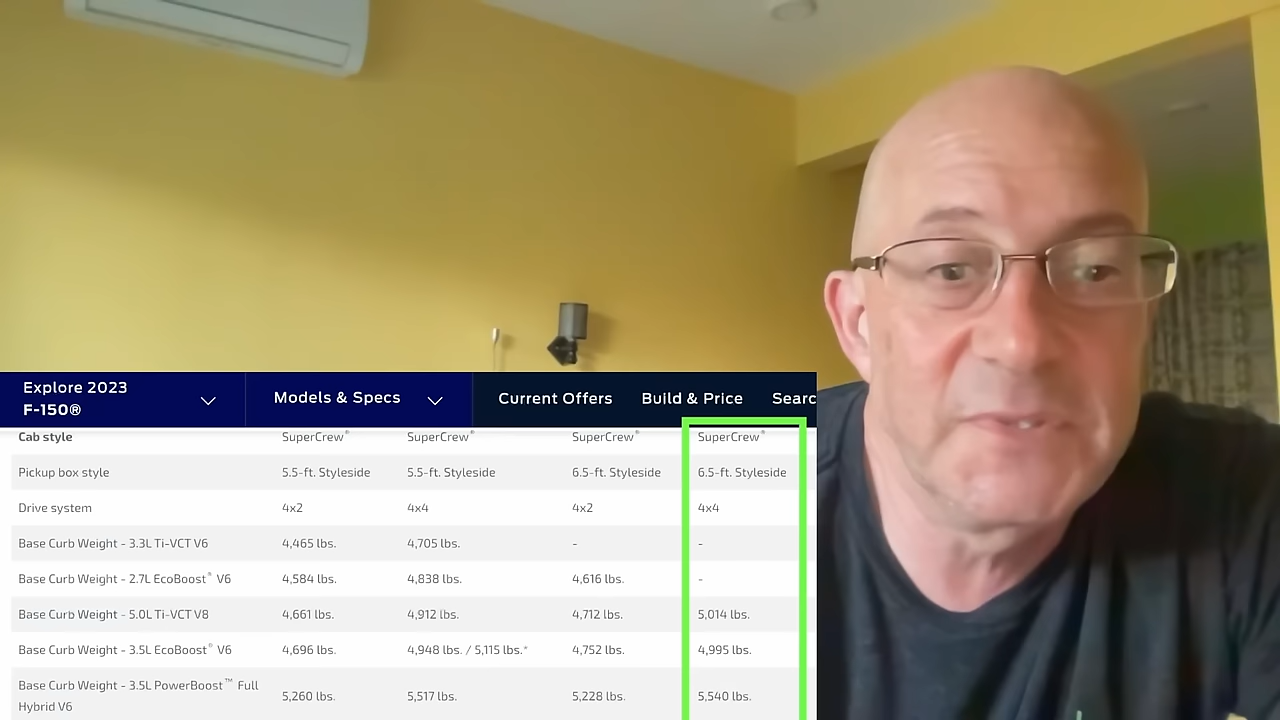 Explore 2023
F-150®
Models & Specs
Current Offers
Build & Price
Searc
Cab style SuperCrew® SuperCrew® SuperCrew® SuperCrew®
Pickup box style 5.5-ft. Styleside 5.5-ft. Styleside 6.5-ft. Styleside 6.5-ft. Styleside
Drive system 4x2 4x4 4x2 4x4
Base Curb Weight - 3.3L Ti-VCT V6 4,465 lbs. 4,705 lbs. - -
Base Curb Weight - 2.7L EcoBoost® V6 4,584 lbs. 4,838 lbs. 4,616 lbs. -
Base Curb Weight - 5.0L Ti-VCT V8 4,661 lbs. 4,912 lbs. 4,712 lbs. 5,014 lbs.
Base Curb Weight - 3.5L EcoBoost® V6 4,696 lbs. 4,948 lbs. / 5,115 lbs.* 4,752 lbs. 4,995 lbs.
Base Curb Weight - 3.5L PowerBoost™ Full
Hybrid V6 5,260 lbs. 5,517 lbs. 5,228 lbs. 5,540 lbs.